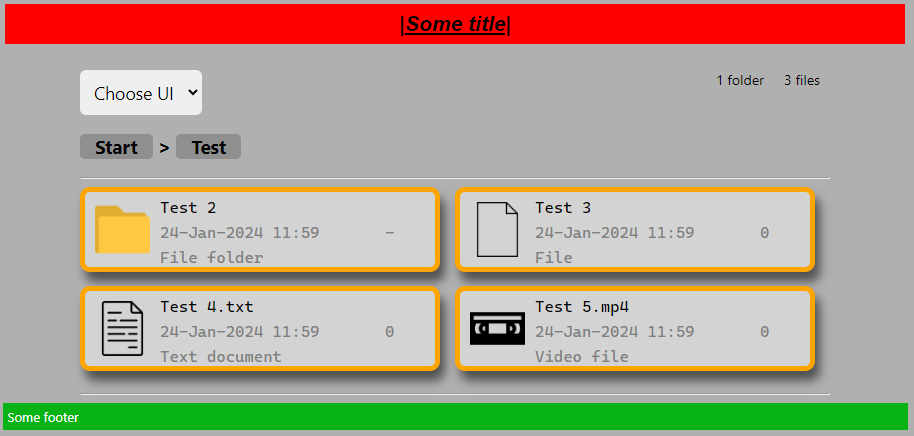 |Some title|
Choose UI
1 folder 3 files
Start > Test
Test 2
24-Jan-2024 11:59 -
File folder
Test 3
24-Jan-2024 11:59 0
File
Test 4.txt
24-Jan-2024 11:59 0
Text document
Test 5.mp4
24-Jan-2024 11:59 0
Video file
Some footer